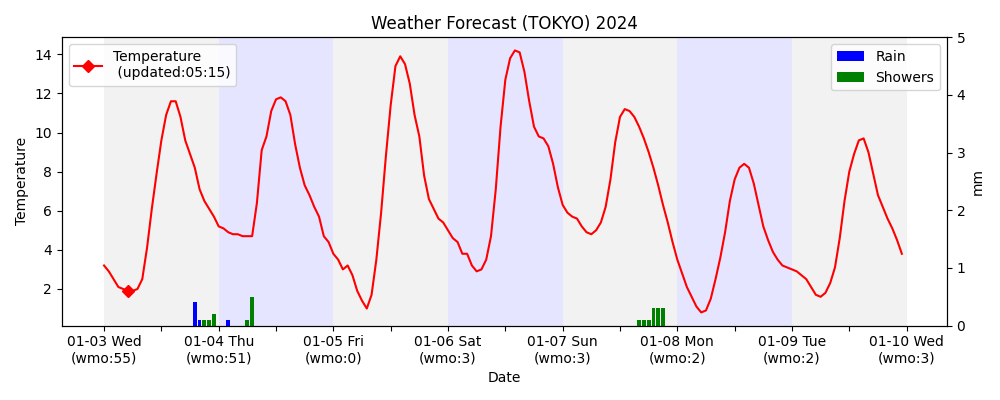 Weather Forecast (TOKYO) 2024
Temperature
(updated:05:15)
Rain
Showers
14
12
10
8
6
4
2
Temperature
5
4
3
2
1
0
mm
01-03 Wed
(wmo:55)
01-04 Thu
(wmo:51)
01-05 Fri
(wmo:0)
01-06 Sat
(wmo:3)
01-07 Sun
(wmo:3)
01-08 Mon
(wmo:2)
01-09 Tue
(wmo:2)
01-10 Wed
(wmo:3)
Date